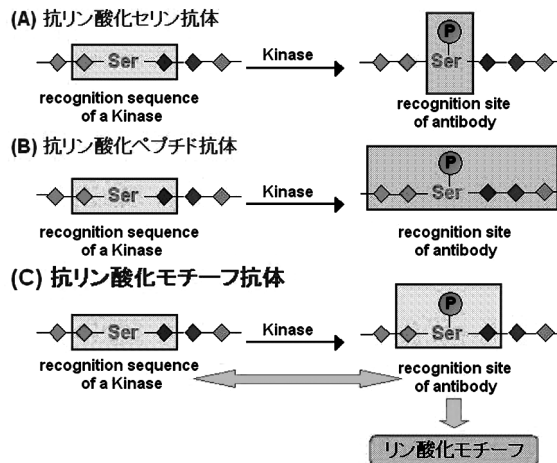 (A) 抗リン酸化セリン抗体
Ser Kinase P Ser
recognition sequence of a Kinase
recognition site of antibody
(B) 抗リン酸化ペプチド抗体
Ser Kinase P Ser
recognition sequence of a Kinase
recognition site of antibody
(C) 抗リン酸化モチーフ抗体
Ser Kinase P Ser
recognition sequence of a Kinase
recognition site of antibody
リン酸化モチーフ